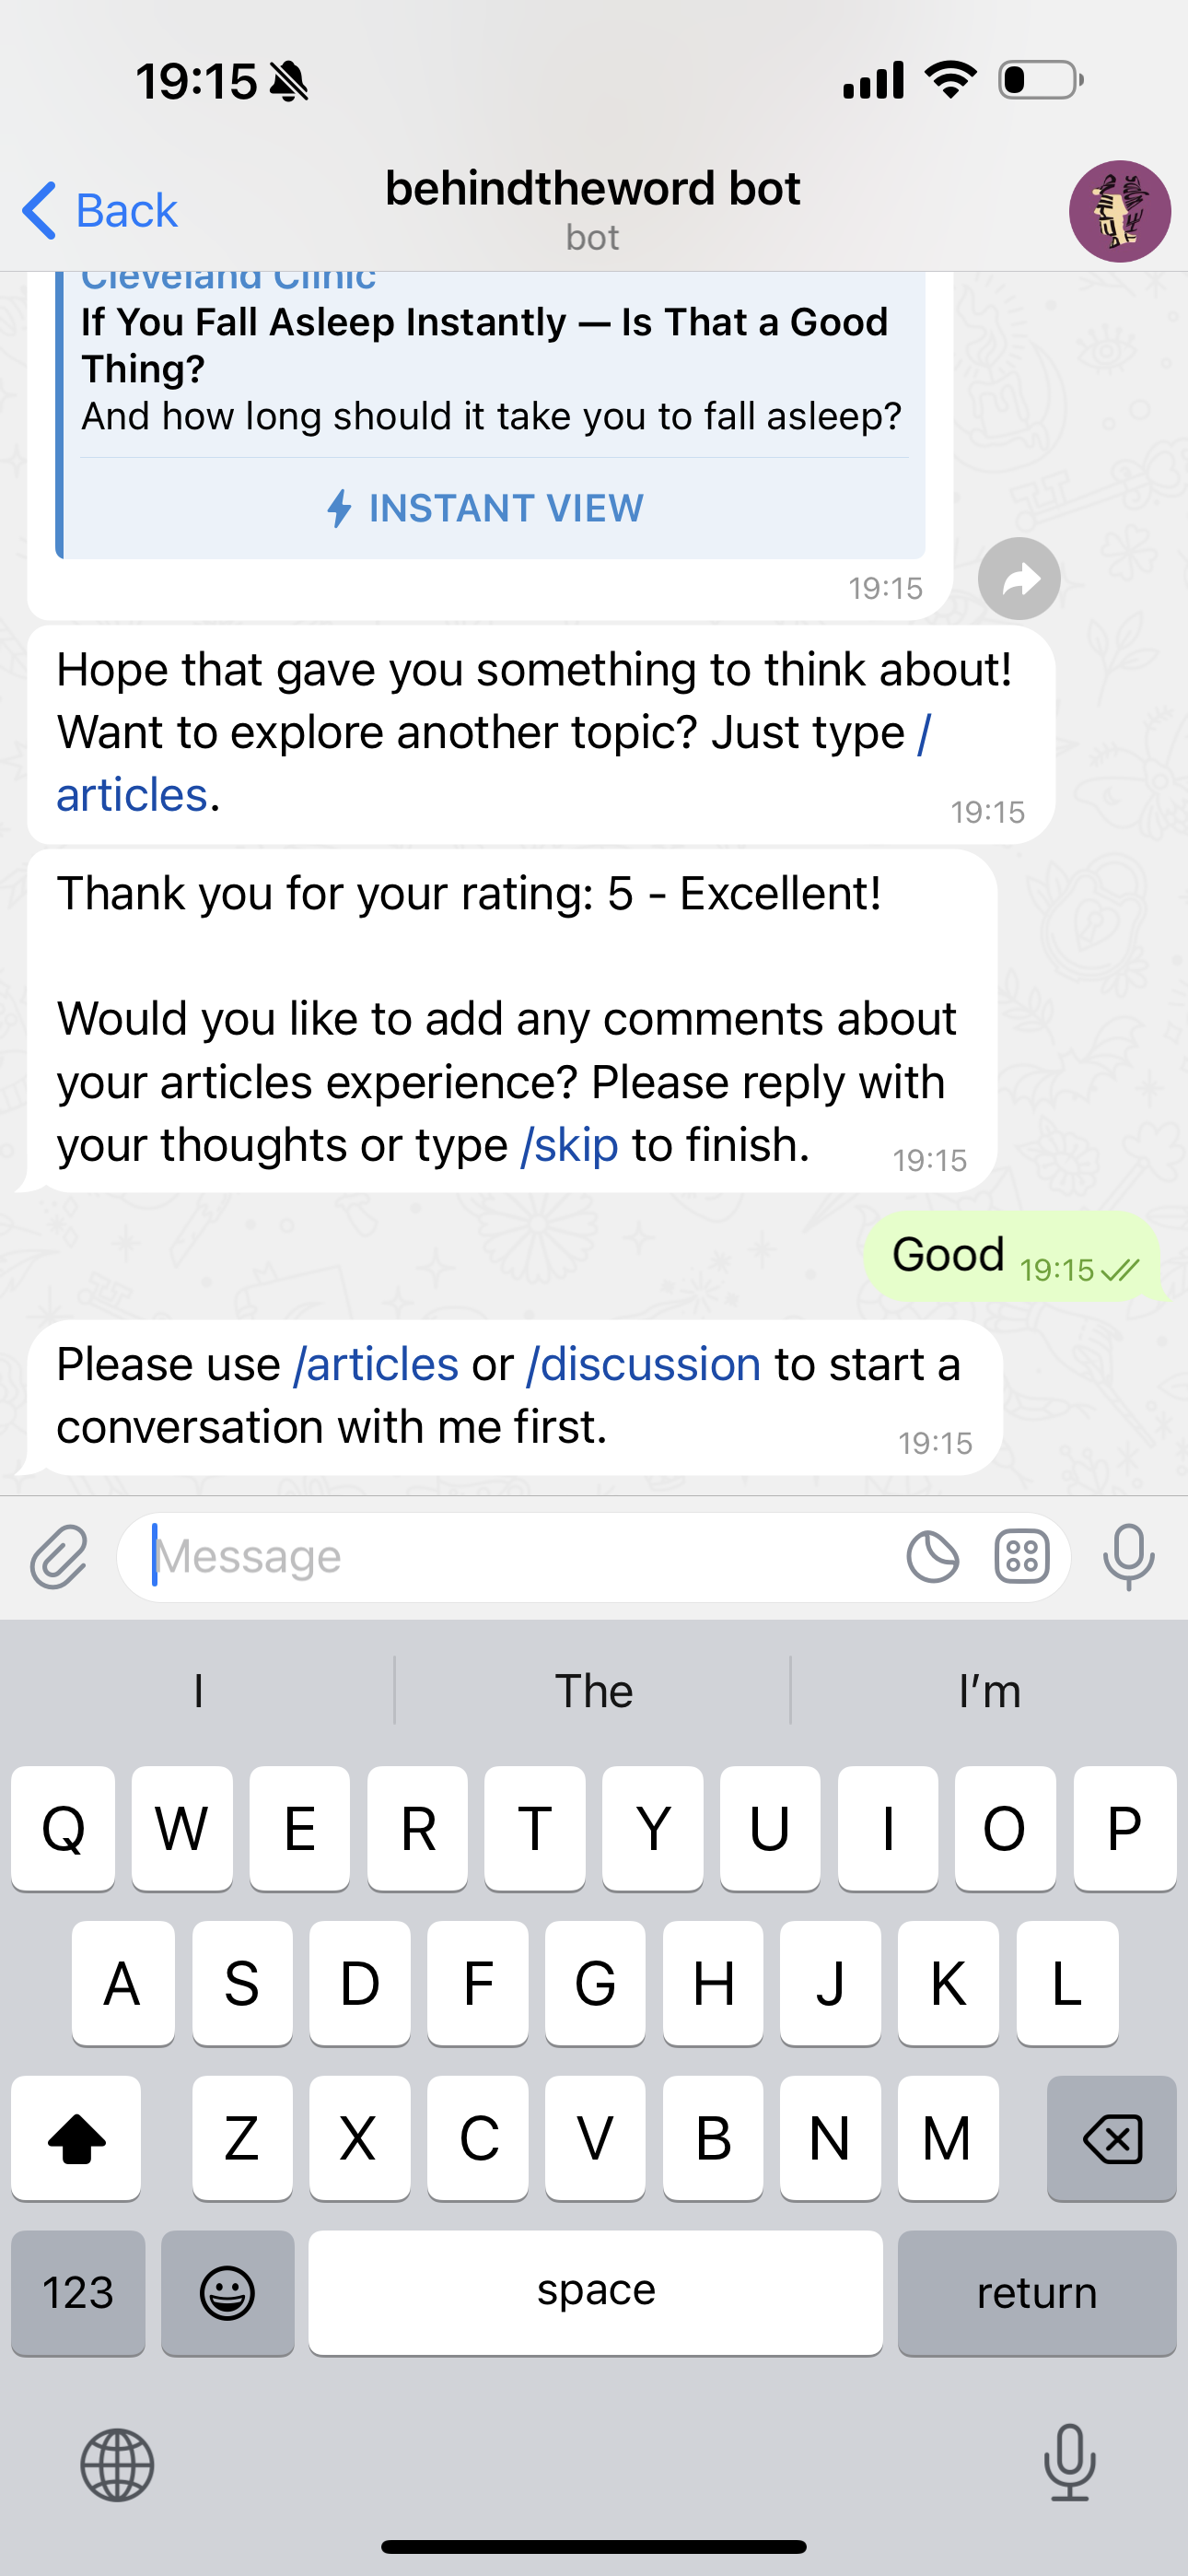 19:15
Back
behindtheword bot
bot
Cleveland Clinic
If You Fall Asleep Instantly — Is That a Good
Thing?
And how long should it take you to fall asleep?
INSTANT VIEW
19:15
Hope that gave you something to think about!
Want to explore another topic? Just type /
articles.
19:15
Thank you for your rating: 5 - Excellent!
Would you like to add any comments about
your articles experience? Please reply with
your thoughts or type /skip to finish.
19:15
Good 19:15
Please use /articles or /discussion to start a
conversation with me first.
19:15
Message
I The I’m
Q W E R T Y U I O P
A S D F G H J K L
Z X C V B N M
123 space return